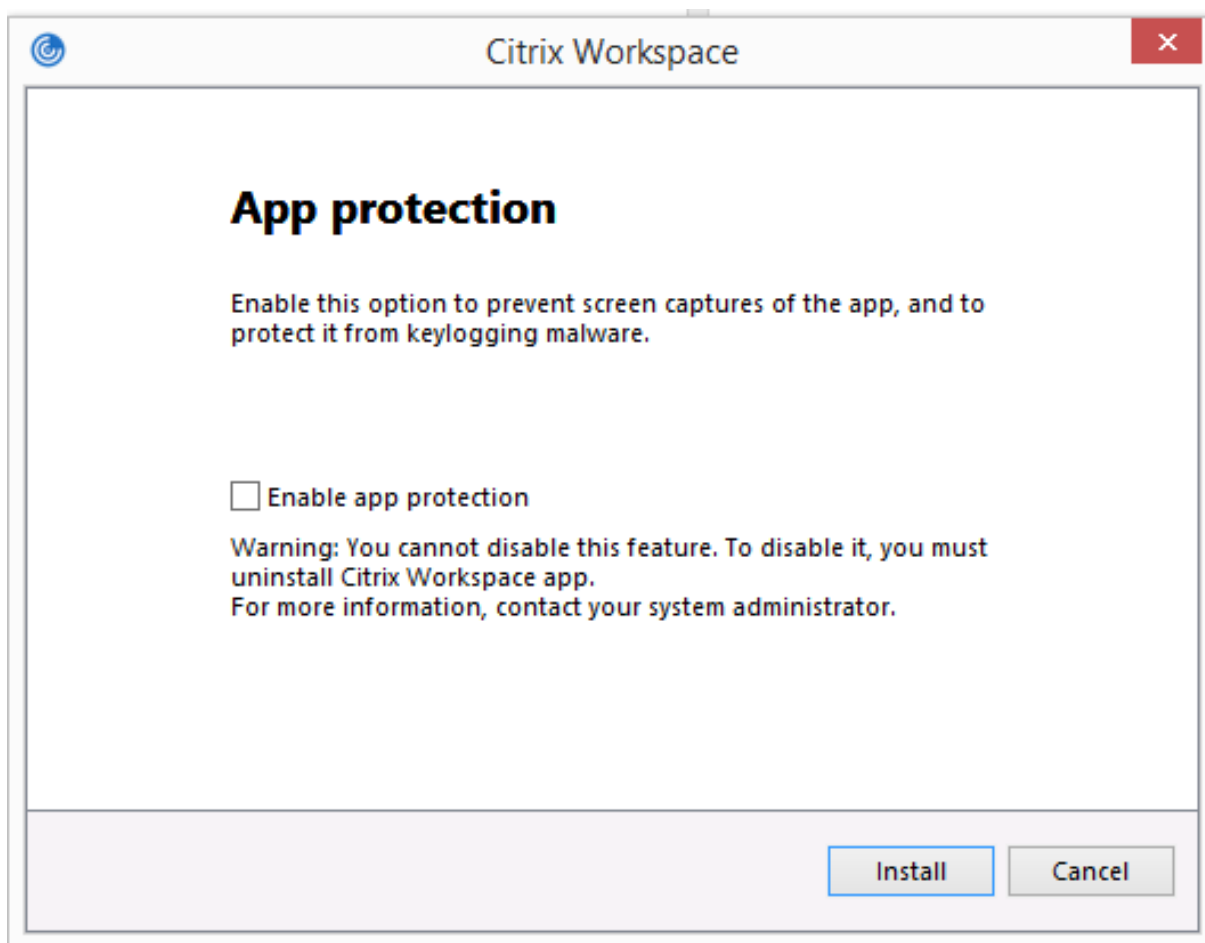 Citrix Workspace
App protection
Enable this option to prevent screen captures of the app, and to
protect it from keylogging malware.
Enable app protection
Warning: You cannot disable this feature. To disable it, you must
uninstall Citrix Workspace app.
For more information, contact your system administrator.
Install
Cancel